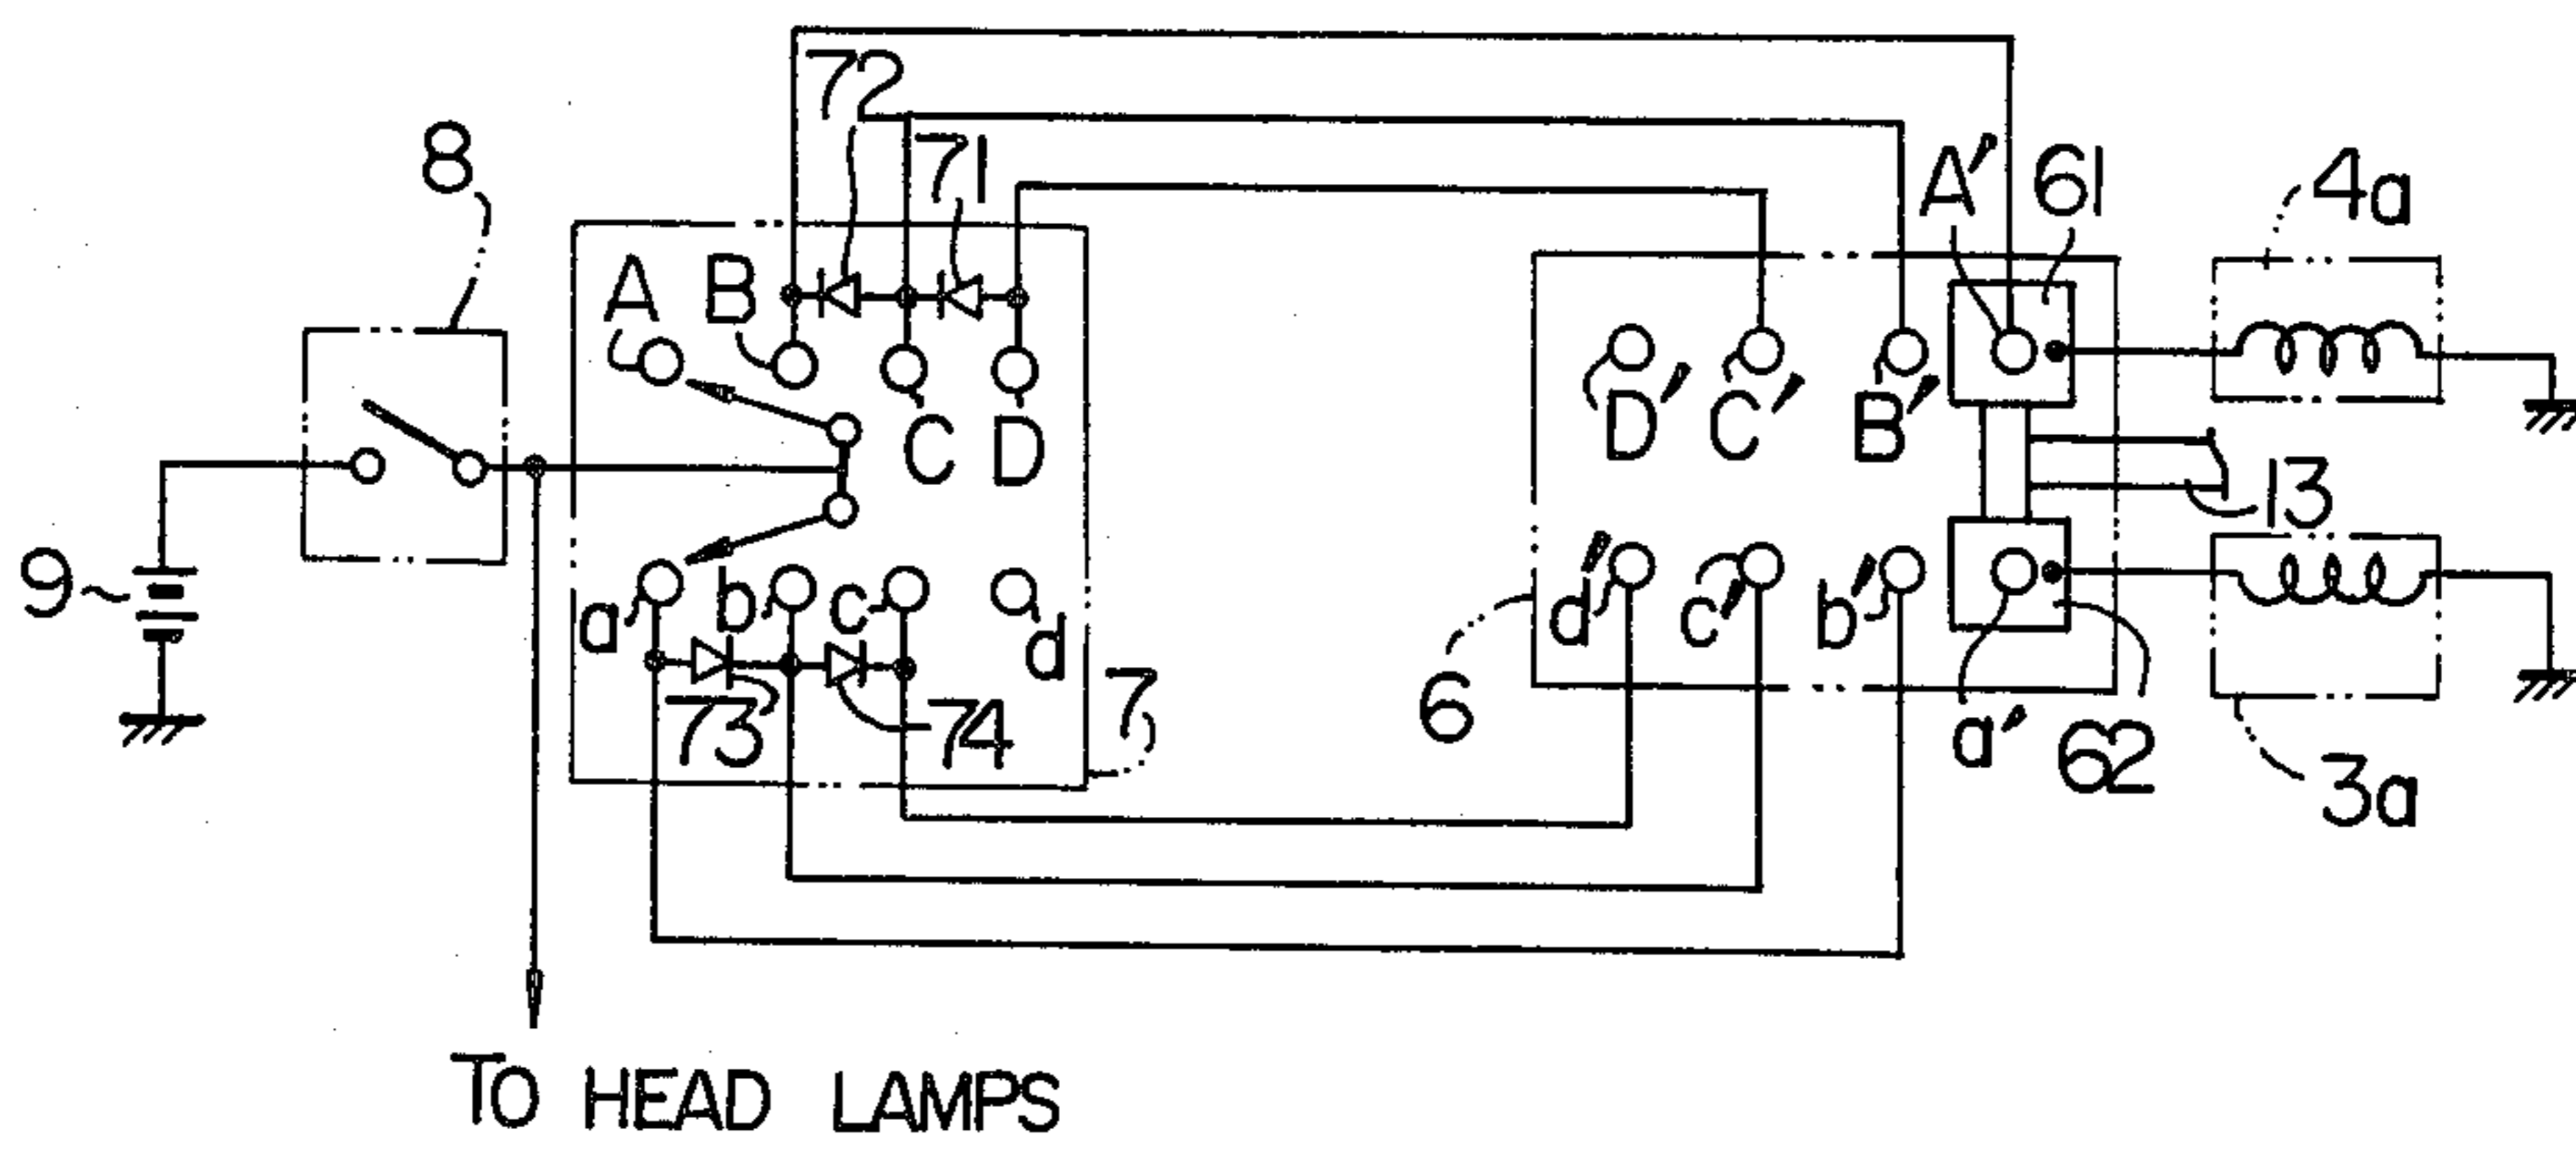 72
8
71
A' 61
4a
A B
C D
D' C' B'
13
9
a b c d
d' c' b'
73 74 7
6
a' 62
3a
TO HEAD LAMPS